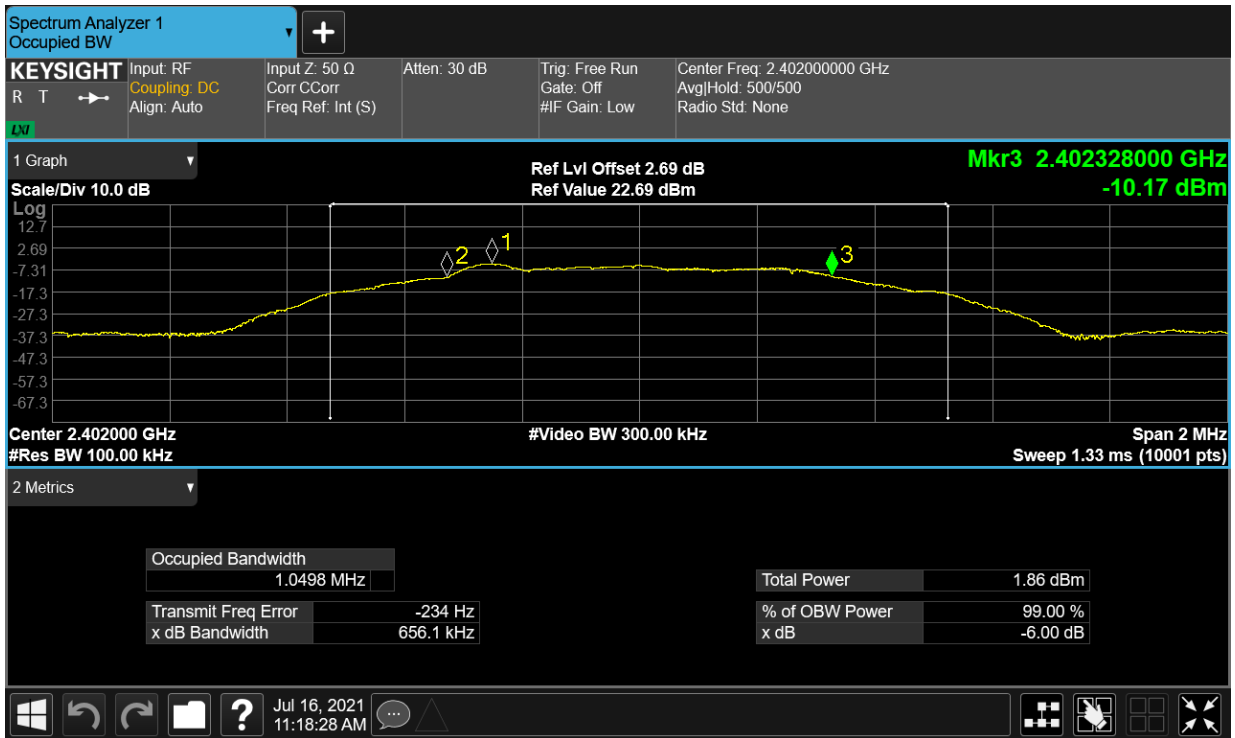 Spectrum Analyzer 1
Occupied BW
+
KEYSIGHT
R T
LXI
Input: RF
Coupling: DC
Align: Auto
Input Z: 50 Ω
Corr CCorr
Freq Ref: Int (S)
Atten: 30 dB
Trig: Free Run
Gate: Off
#IF Gain: Low
Center Freq: 2.402000000 GHz
Avg|Hold: 500/500
Radio Std: None
1 Graph
Scale/Div 10.0 dB
Ref Lvl Offset 2.69 dB
Ref Value 22.69 dBm
Mkr3 2.402328000 GHz
-10.17 dBm
Log
12.7
2.69
-7.31
-17.3
-27.3
-37.3
-47.3
-57.3
-67.3
2
1
3
Center 2.402000 GHz
#Video BW 300.00 kHz
Span 2 MHz
#Res BW 100.00 kHz
Sweep 1.33 ms (10001 pts)
2 Metrics
Occupied Bandwidth
1.0498 MHz
Transmit Freq Error -234 Hz
x dB Bandwidth 656.1 kHz
Total Power 1.86 dBm
% of OBW Power 99.00 %
x dB -6.00 dB
?
Jul 16, 2021
11:18:28 AM